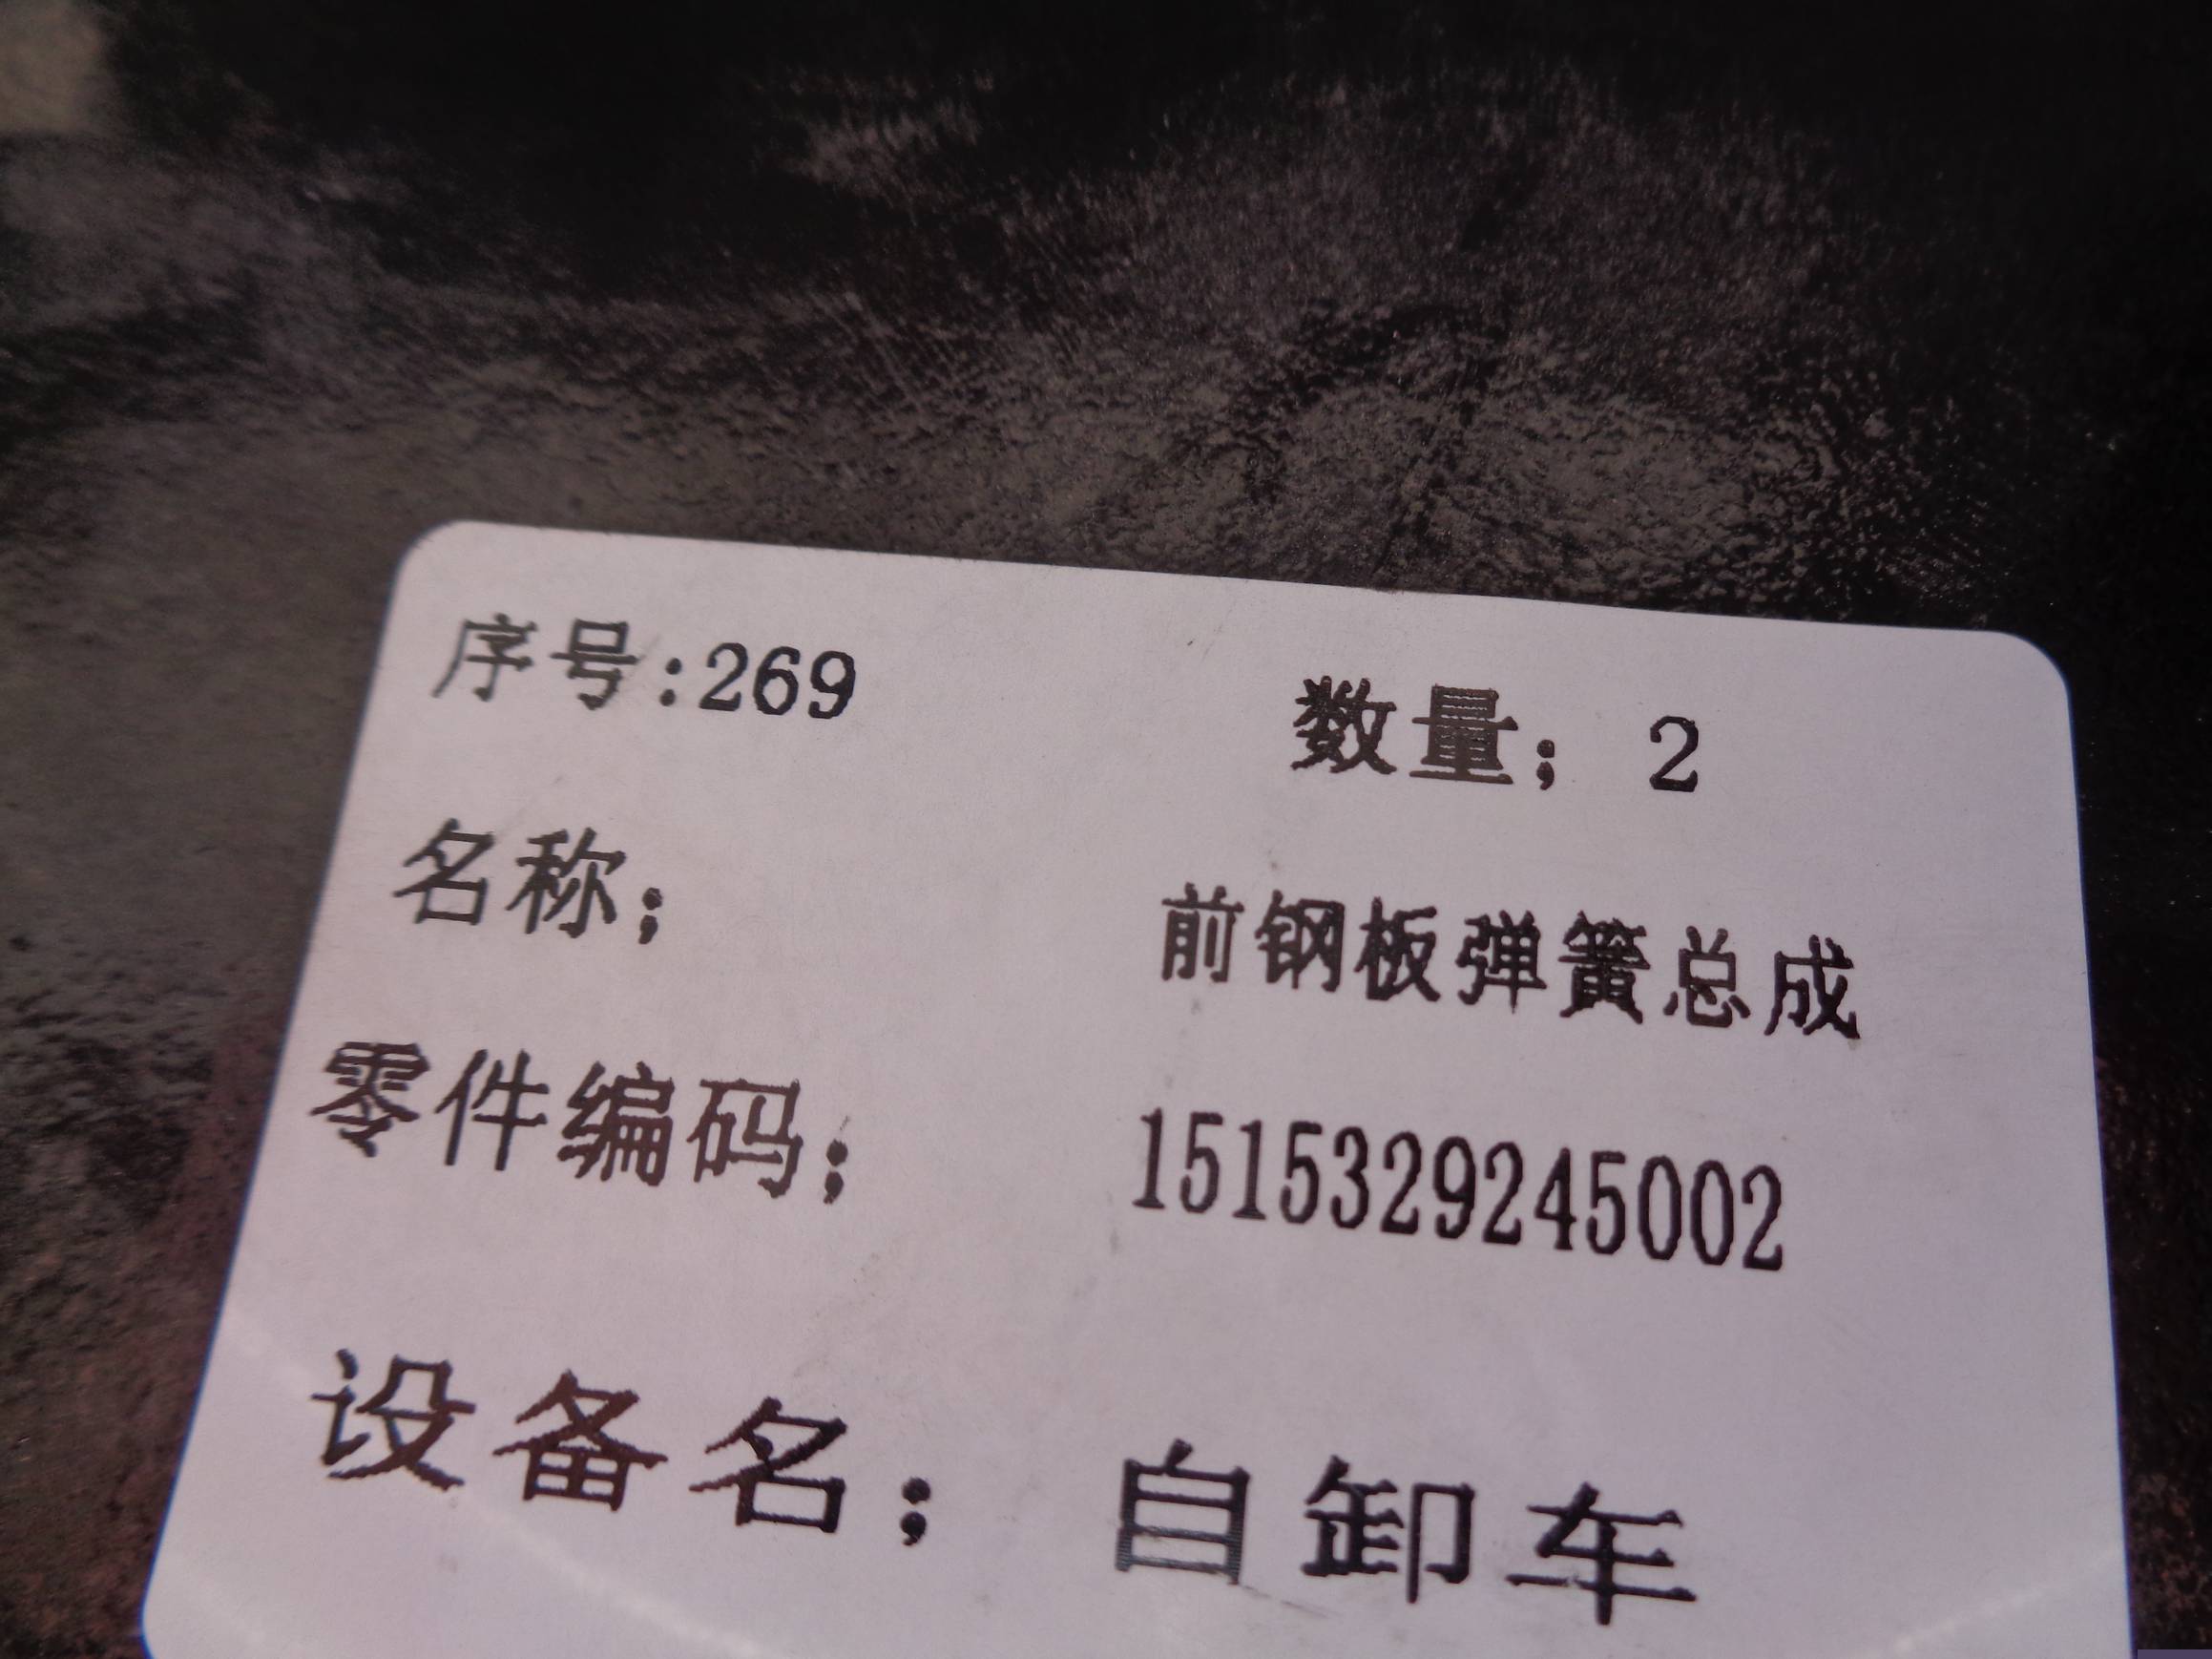 序号:269 数量；2
名称； 前钢板弹簧总成
零件编码； 1515329245002
设备名； 自卸车